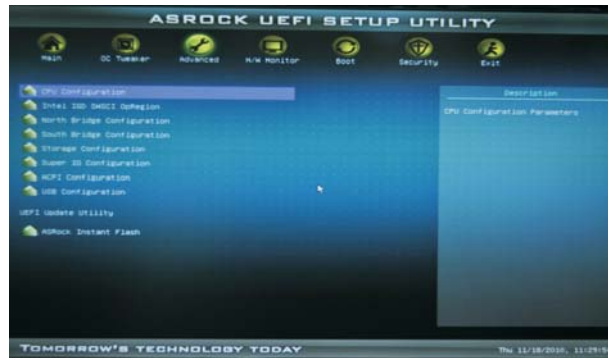 ASROCK UEFI SETUP UTILITY
Main
OC Tweaker
Advanced
H/W Monitor
Boot
Security
Exit
CPU Configuration
Intel IGD SWSCI OpRegion
North Bridge Configuration
South Bridge Configuration
Storage Configuration
Super IO Configuration
ACPI Configuration
USB Configuration
UEFI Update Utility
ASRock Instant Flash
Description
CPU Configuration Parameters
TOMORROW'S TECHNOLOGY TODAY
Thu 11/18/2010,